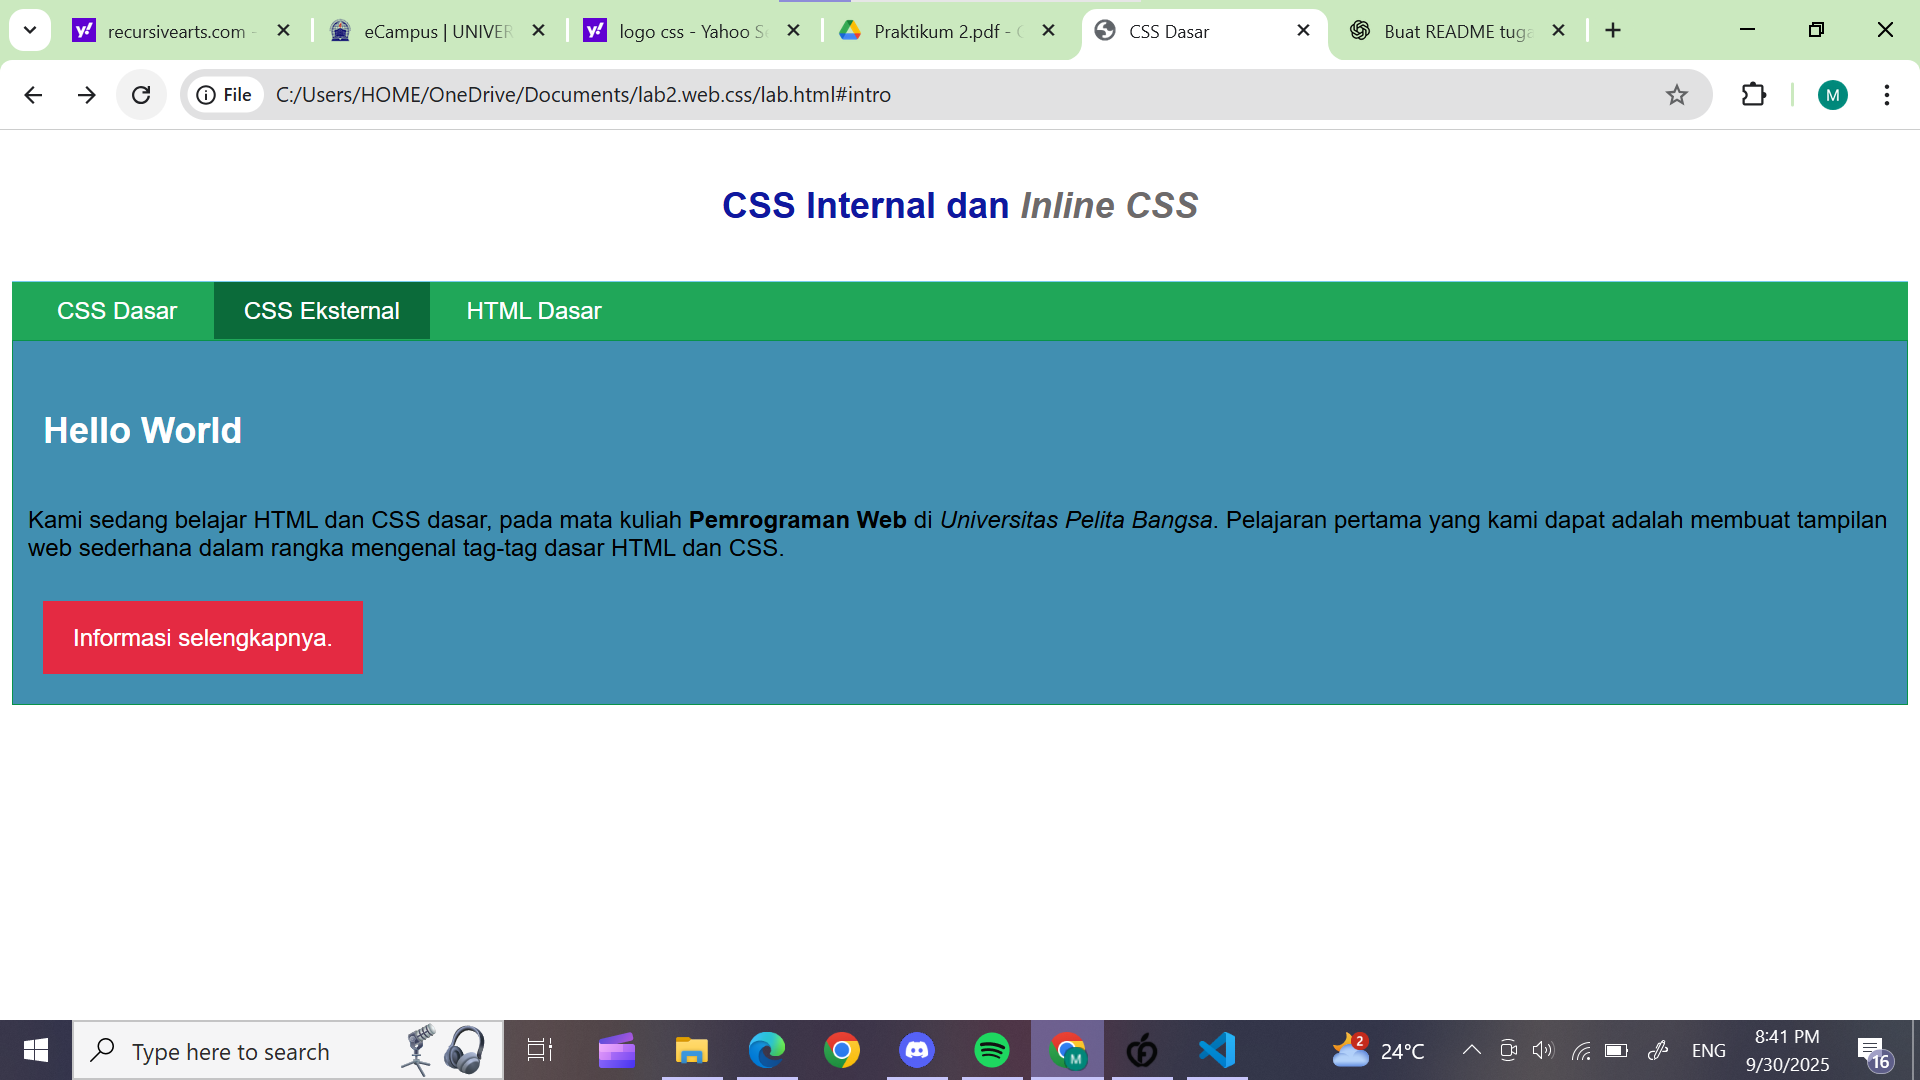 recursivearts.com -
eCampus | UNIVER
logo css - Yahoo Se
Praktikum 2.pdf -
CSS Dasar
Buat README tuga
File
C:/Users/HOME/OneDrive/Documents/lab2.web.css/lab.html#intro
M
CSS Internal dan Inline CSS
CSS Dasar
CSS Eksternal
HTML Dasar
Hello World
Kami sedang belajar HTML dan CSS dasar, pada mata kuliah Pemrograman Web di Universitas Pelita Bangsa. Pelajaran pertama yang kami dapat adalah membuat tampilan
web sederhana dalam rangka mengenal tag-tag dasar HTML dan CSS.
Informasi selengkapnya.
Type here to search
M
2
24°C
ENG
8:41 PM
9/30/2025
16